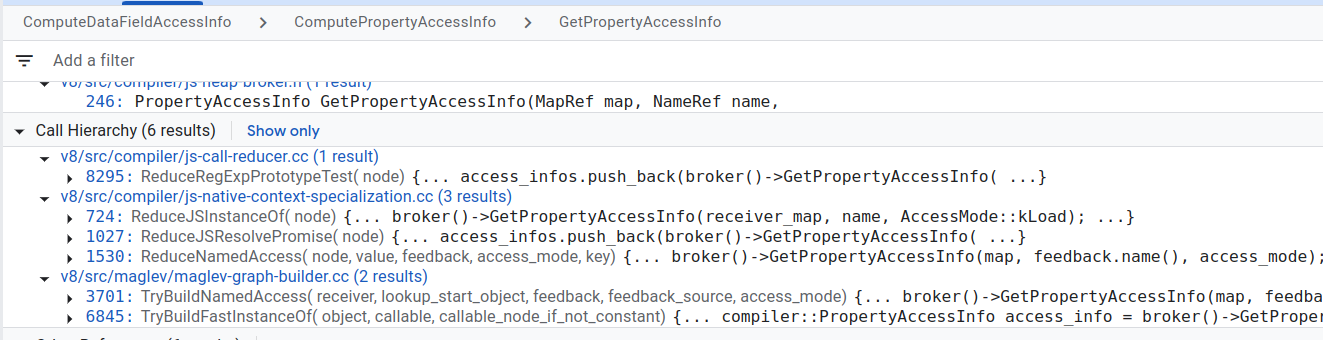 ComputeDataFieldAccessInfo > ComputePropertyAccessInfo > GetPropertyAccessInfo
Add a filter
v8/src/compiler/js-heap-broker.h (1 result)
246: PropertyAccessInfo GetPropertyAccessInfo(MapRef map, NameRef name,
Call Hierarchy (6 results) Show only
v8/src/compiler/js-call-reducer.cc (1 result)
8295: ReduceRegExpPrototypeTest( node) {... access_infos.push_back(broker()->GetPropertyAccessInfo( ...}
v8/src/compiler/js-native-context-specialization.cc (3 results)
724: ReduceJSInstanceOf( node) {... broker()->GetPropertyAccessInfo(receiver_map, name, AccessMode::kLoad); ...}
1027: ReduceJSResolvePromise( node) {... access_infos.push_back(broker()->GetPropertyAccessInfo( ...}
1530: ReduceNamedAccess( node, value, feedback, access_mode, key) {... broker()->GetPropertyAccessInfo(map, feedback.name(), access_mode);
v8/src/maglev/maglev-graph-builder.cc (2 results)
3701: TryBuildNamedAccess( receiver, lookup_start_object, feedback, feedback_source, access_mode) {... broker()->GetPropertyAccessInfo(map, feedba
6845: TryBuildFastInstanceOf( object, callable, callable_node_if_not_constant) {... compiler::PropertyAccessInfo access_info = broker()->GetProper